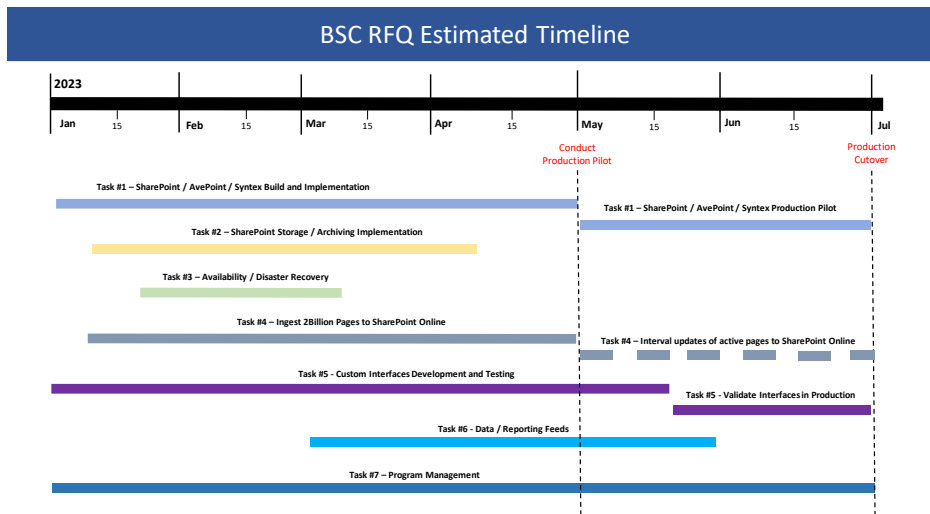 BSC RFQ Estimated Timeline
2023
Jan 15 Feb 15 Mar 15 Apr 15 May 15 Jun 15 Jul
Conduct
Production Pilot
Production
Cutover
Task #1 – SharePoint / AvePoint / Syntex Build and Implementation
Task #1 – SharePoint / AvePoint / Syntex Production Pilot
Task #2 – SharePoint Storage / Archiving Implementation
Task #3 – Availability / Disaster Recovery
Task #4 – Ingest 2Billion Pages to SharePoint Online
Task #4 – Interval updates of active pages to SharePoint Online
Task #5 - Custom Interfaces Development and Testing
Task #5 - Validate Interfaces in Production
Task #6 - Data / Reporting Feeds
Task #7 – Program Management